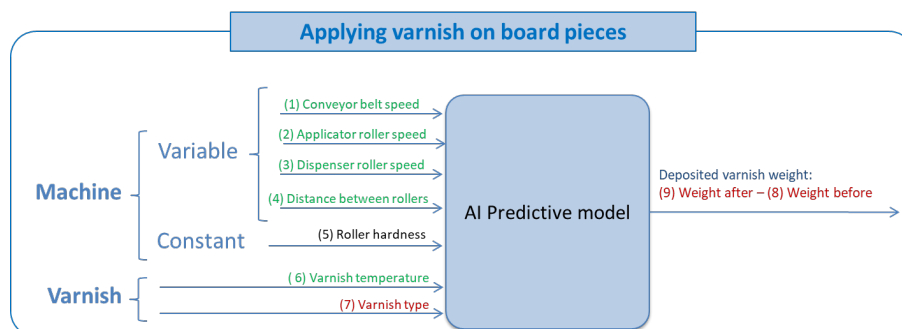 Applying varnish on board pieces
(1) Conveyor belt speed
(2) Applicator roller speed
Variable
(3) Dispenser roller speed
Deposited varnish weight:
Machine
(9) Weight after – (8) Weight before
(4) Distance between rollers
AI Predictive model
Constant
(5) Roller hardness
( 6) Varnish temperature
Varnish
(7) Varnish type